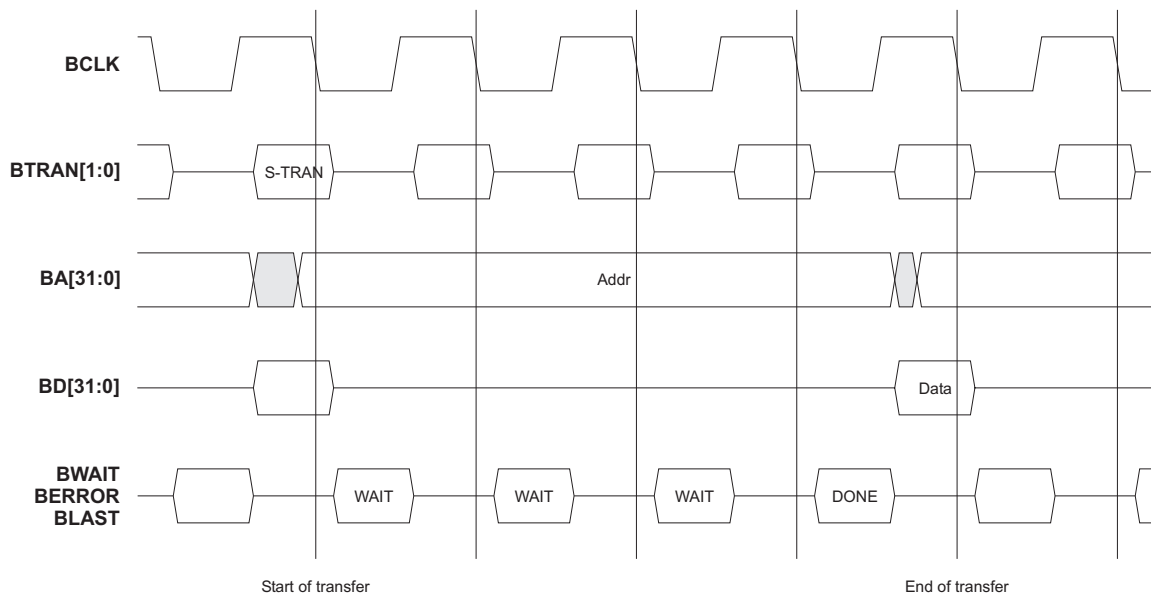 BCLK
BTRAN[1:0]
S-TRAN
BA[31:0]
Addr
BD[31:0]
Data
BWAIT
BERROR
BLAST
WAIT WAIT WAIT DONE
Start of transfer End of transfer